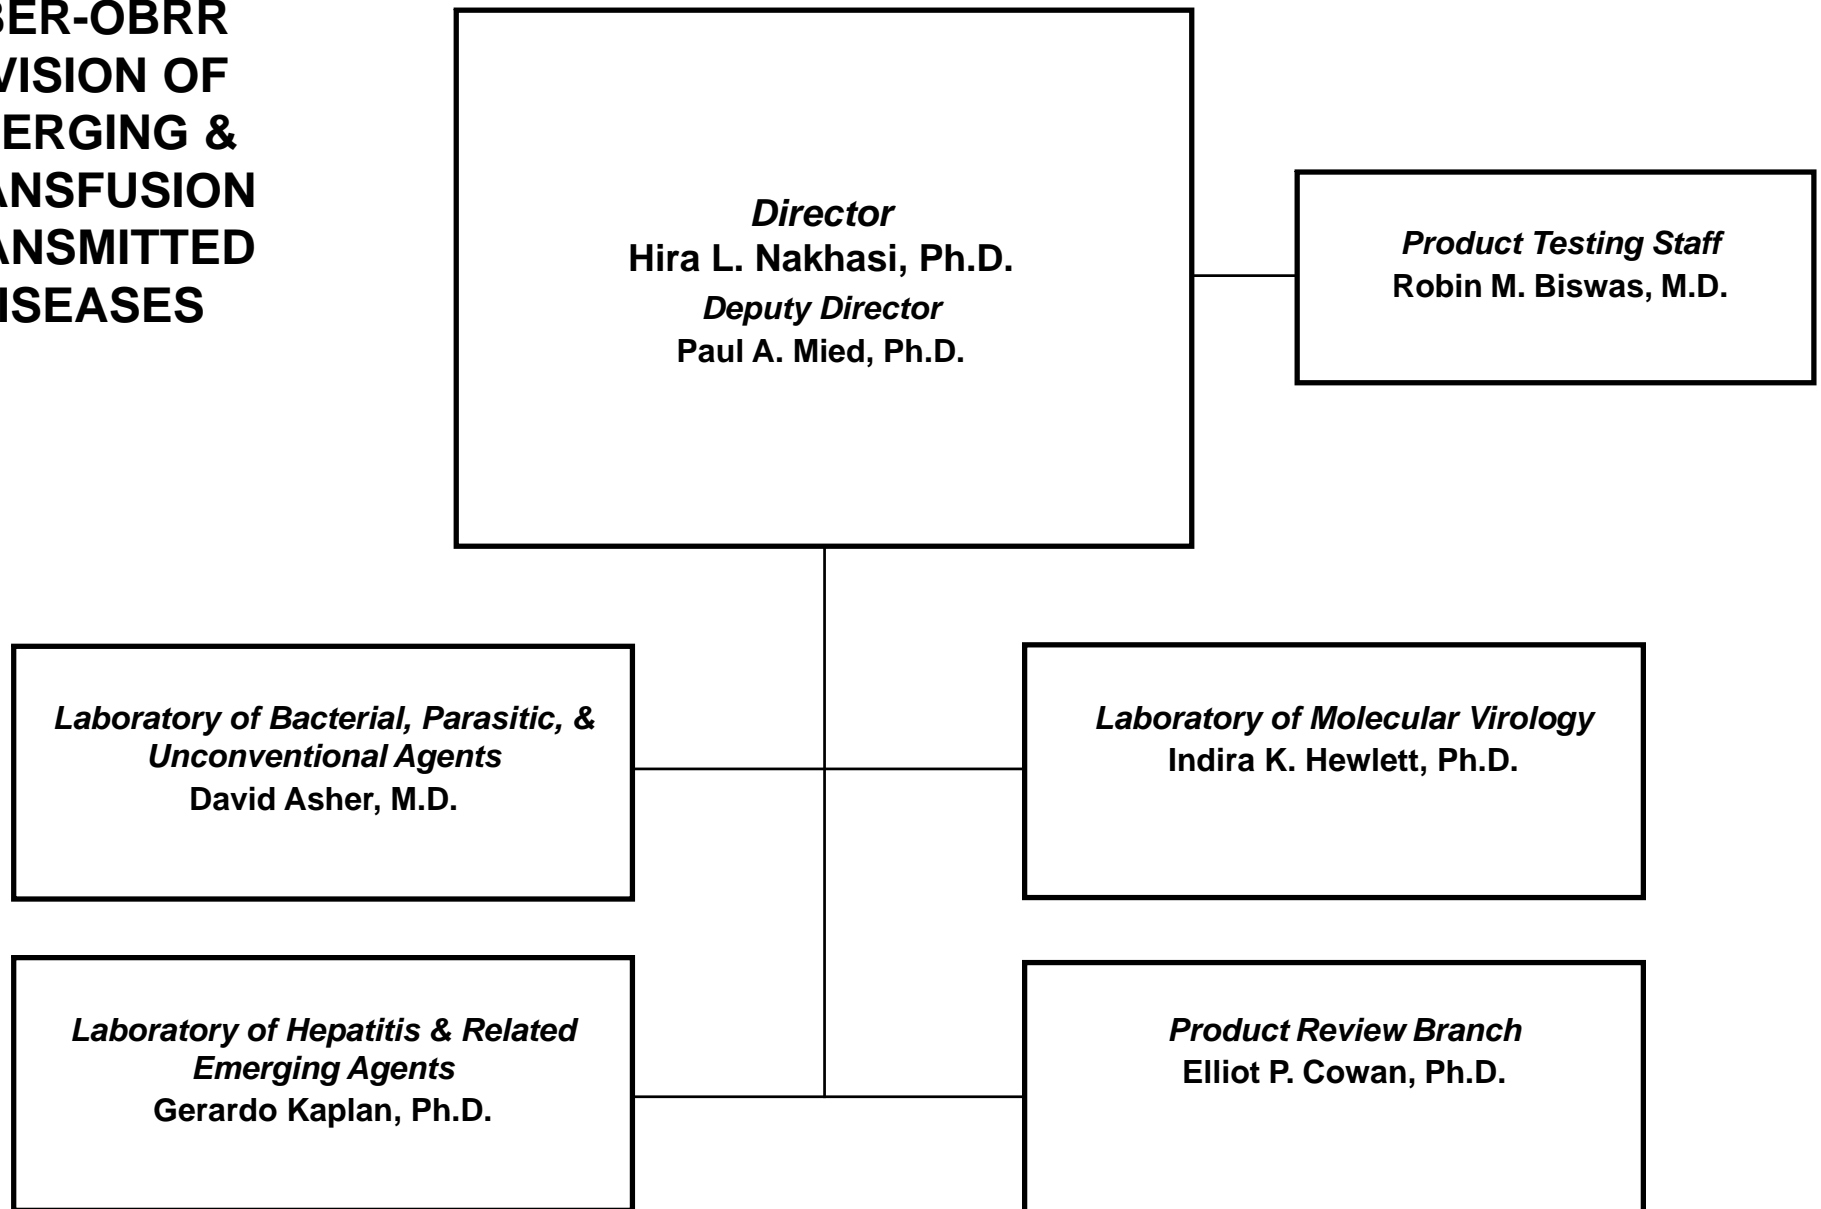 BER-OBRR
VISION OF
ERGING &
ANSFUSION
ANSMITTED
ISEASES
Director
Hira L. Nakhasi, Ph.D.
Deputy Director
Paul A. Mied, Ph.D.
Product Testing Staff
Robin M. Biswas, M.D.
Laboratory of Bacterial, Parasitic, &
Unconventional Agents
David Asher, M.D.
Laboratory of Molecular Virology
Indira K. Hewlett, Ph.D.
Laboratory of Hepatitis & Related
Emerging Agents
Gerardo Kaplan, Ph.D.
Product Review Branch
Elliot P. Cowan, Ph.D.